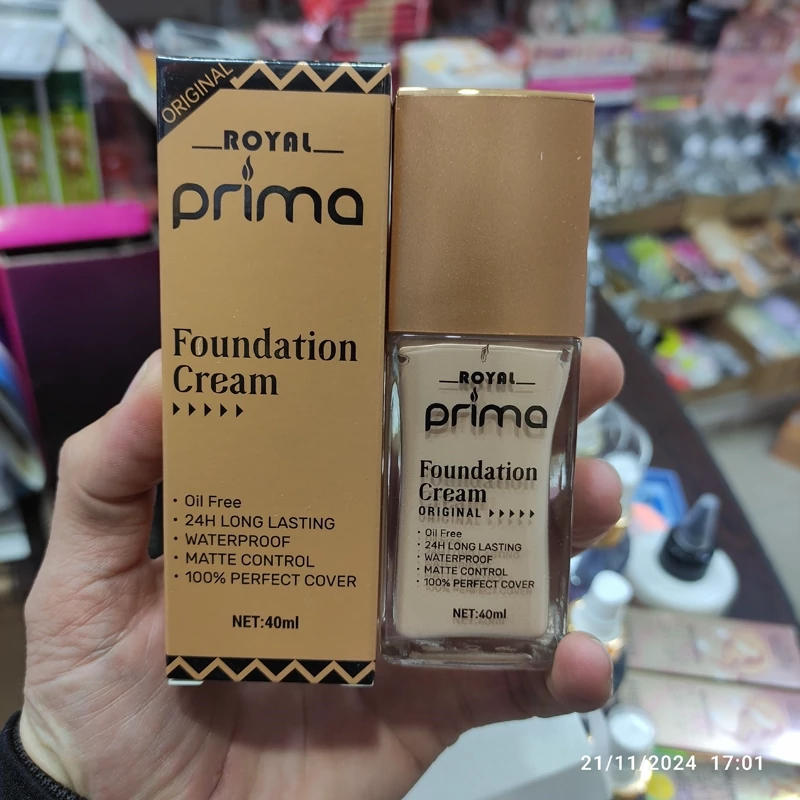 ORIGINAL
ROYAL
prima
Foundation
Cream
• Oil Free
• 24H LONG LASTING
• WATERPROOF
• MATTE CONTROL
• 100% PERFECT COVER
NET:40ml
ROYAL
prima
Foundation
Cream
ORIGINAL
• Oil Free
• 24H LONG LASTING
• WATERPROOF
• MATTE CONTROL
• 100% PERFECT COVER
NET:40ml
21/11/2024 17:01